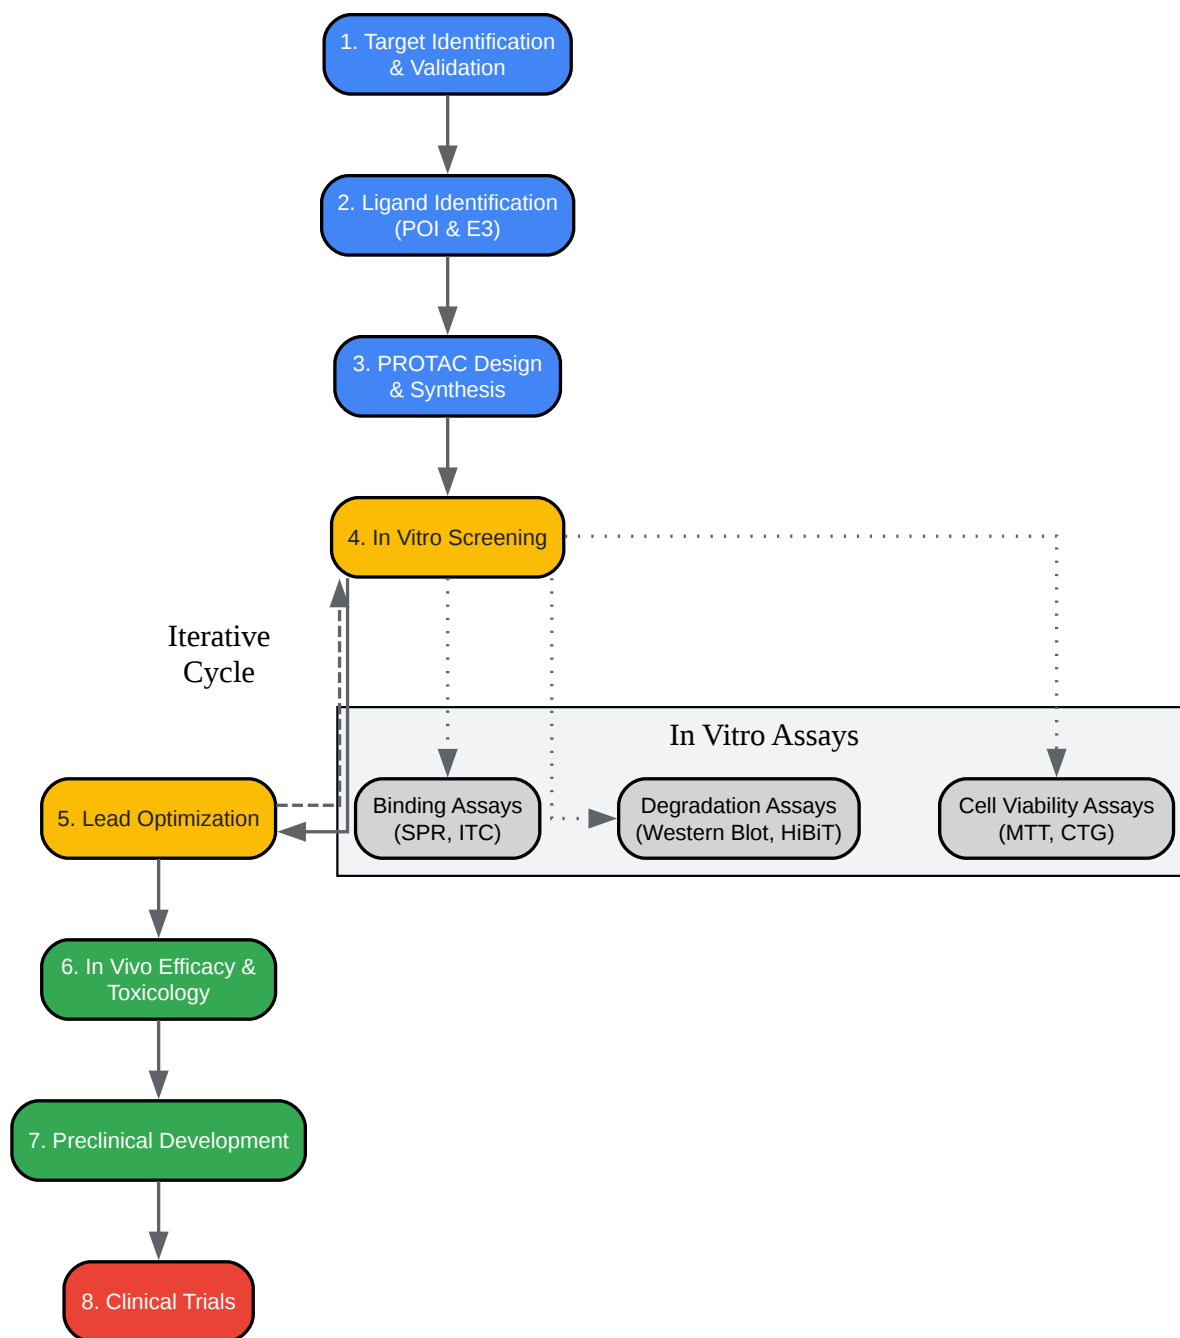 1. Target Identification
& Validation
2. Ligand Identification
(POI & E3)
3. PROTAC Design
& Synthesis
4. In Vitro Screening
Iterative
Cycle
In Vitro Assays
5. Lead Optimization
Binding Assays
(SPR, ITC)
Degradation Assays
(Western Blot, HiBiT)
Cell Viability Assays
(MTT, CTG)
6. In Vivo Efficacy &
Toxicology
7. Preclinical Development
8. Clinical Trials